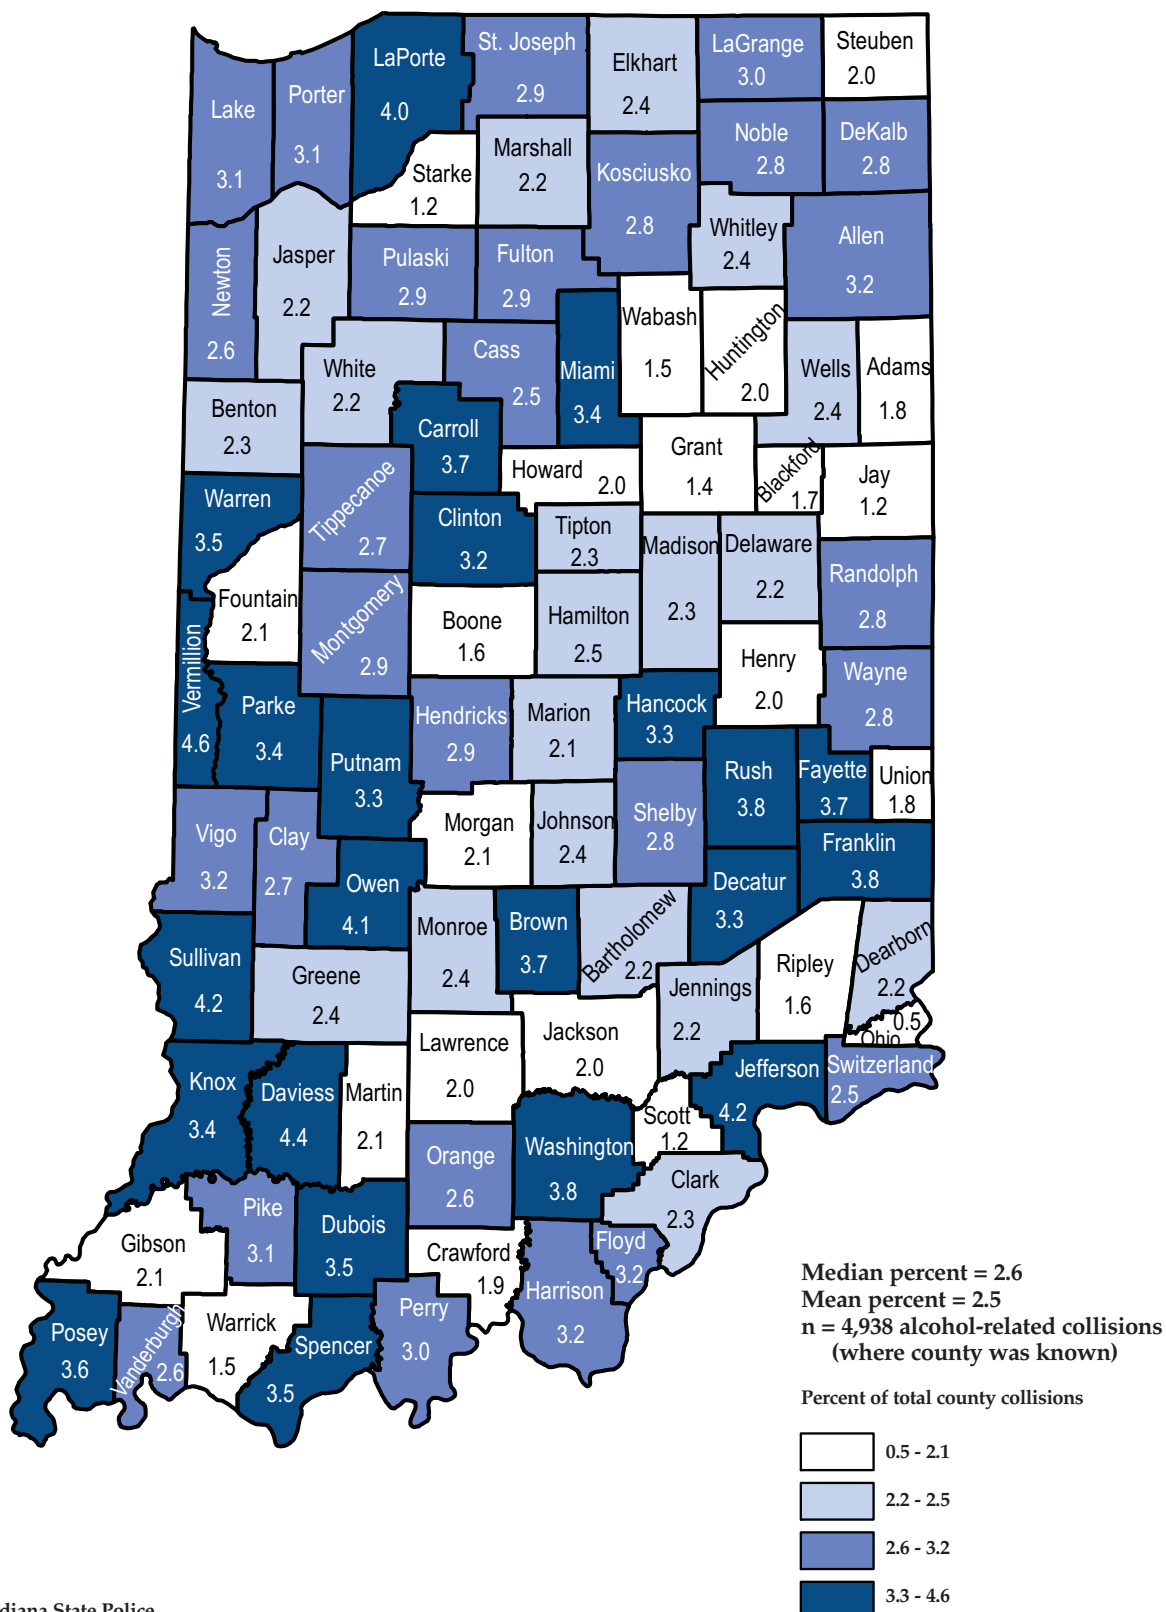 LaPorte
4.0
St. Joseph
2.9
Elkhart
2.4
LaGrange
3.0
Steuben
2.0
Lake
3.1
Porter
3.1
Starke
1.2
Marshall
2.2
Kosciusko
2.8
Noble
2.8
DeKalb
2.8
Whitley
2.4
Allen
3.2
Newton
2.6
Jasper
2.2
Pulaski
2.9
Fulton
2.9
Wabash
1.5
Huntington
2.0
Wells
2.4
Adams
1.8
White
2.2
Cass
2.5
Miami
3.4
Benton
2.3
Carroll
3.7
Howard
2.0
Grant
1.4
Blackford
1.7
Jay
1.2
Warren
3.5
Tippecanoe
2.7
Clinton
3.2
Tipton
2.3
Madison
2.3
Delaware
2.2
Randolph
2.8
Fountain
2.1
Montgomery
2.9
Boone
1.6
Hamilton
2.5
Henry
2.0
Wayne
2.8
Vermillion
4.6
Parke
3.4
Putnam
3.3
Hendricks
2.9
Marion
2.1
Hancock
3.3
Rush
3.8
Fayette
3.7
Union
1.8
Vigo
3.2
Clay
2.7
Morgan
2.1
Johnson
2.4
Shelby
2.8
Franklin
3.8
Owen
4.1
Decatur
3.3
Sullivan
4.2
Greene
2.4
Monroe
2.4
Brown
3.7
Bartholomew
2.2
Jennings
2.2
Ripley
1.6
Dearborn
2.2
0.5
Ohio
Lawrence
2.0
Jackson
2.0
Jefferson
4.2
Switzerland
2.5
Knox
3.4
Daviess
4.4
Martin
2.1
Scott
1.2
Orange
2.6
Washington
3.8
Clark
2.3
Pike
3.1
Dubois
3.5
Gibson
2.1
Crawford
1.9
Floyd
3.2
Harrison
3.2
Posey
3.6
Vanderburgh
2.6
Warrick
1.5
Spencer
3.5
Perry
3.0
Median percent = 2.6
Mean percent = 2.5
n = 4,938 alcohol-related collisions
(where county was known)
Percent of total county collisions
0.5 - 2.1
2.2 - 2.5
2.6 - 3.2
3.3 - 4.6
diana State Police